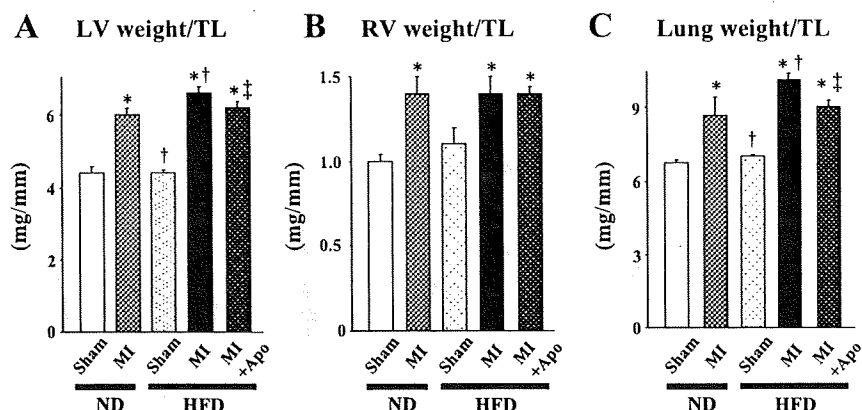 A LV weight/TL
(mg/mm)
6
4
2
0
*
†
*†
*‡
Sham
MI
Sham
MI
MI
+Apo
ND
HFD
B RV weight/TL
(mg/mm)
1.5
1.0
0.5
0
*
*
*
Sham
MI
Sham
MI
MI
+Apo
ND
HFD
C Lung weight/TL
(mg/mm)
9
6
3
0
*
†
*†
*‡
Sham
MI
Sham
MI
MI
+Apo
ND
HFD